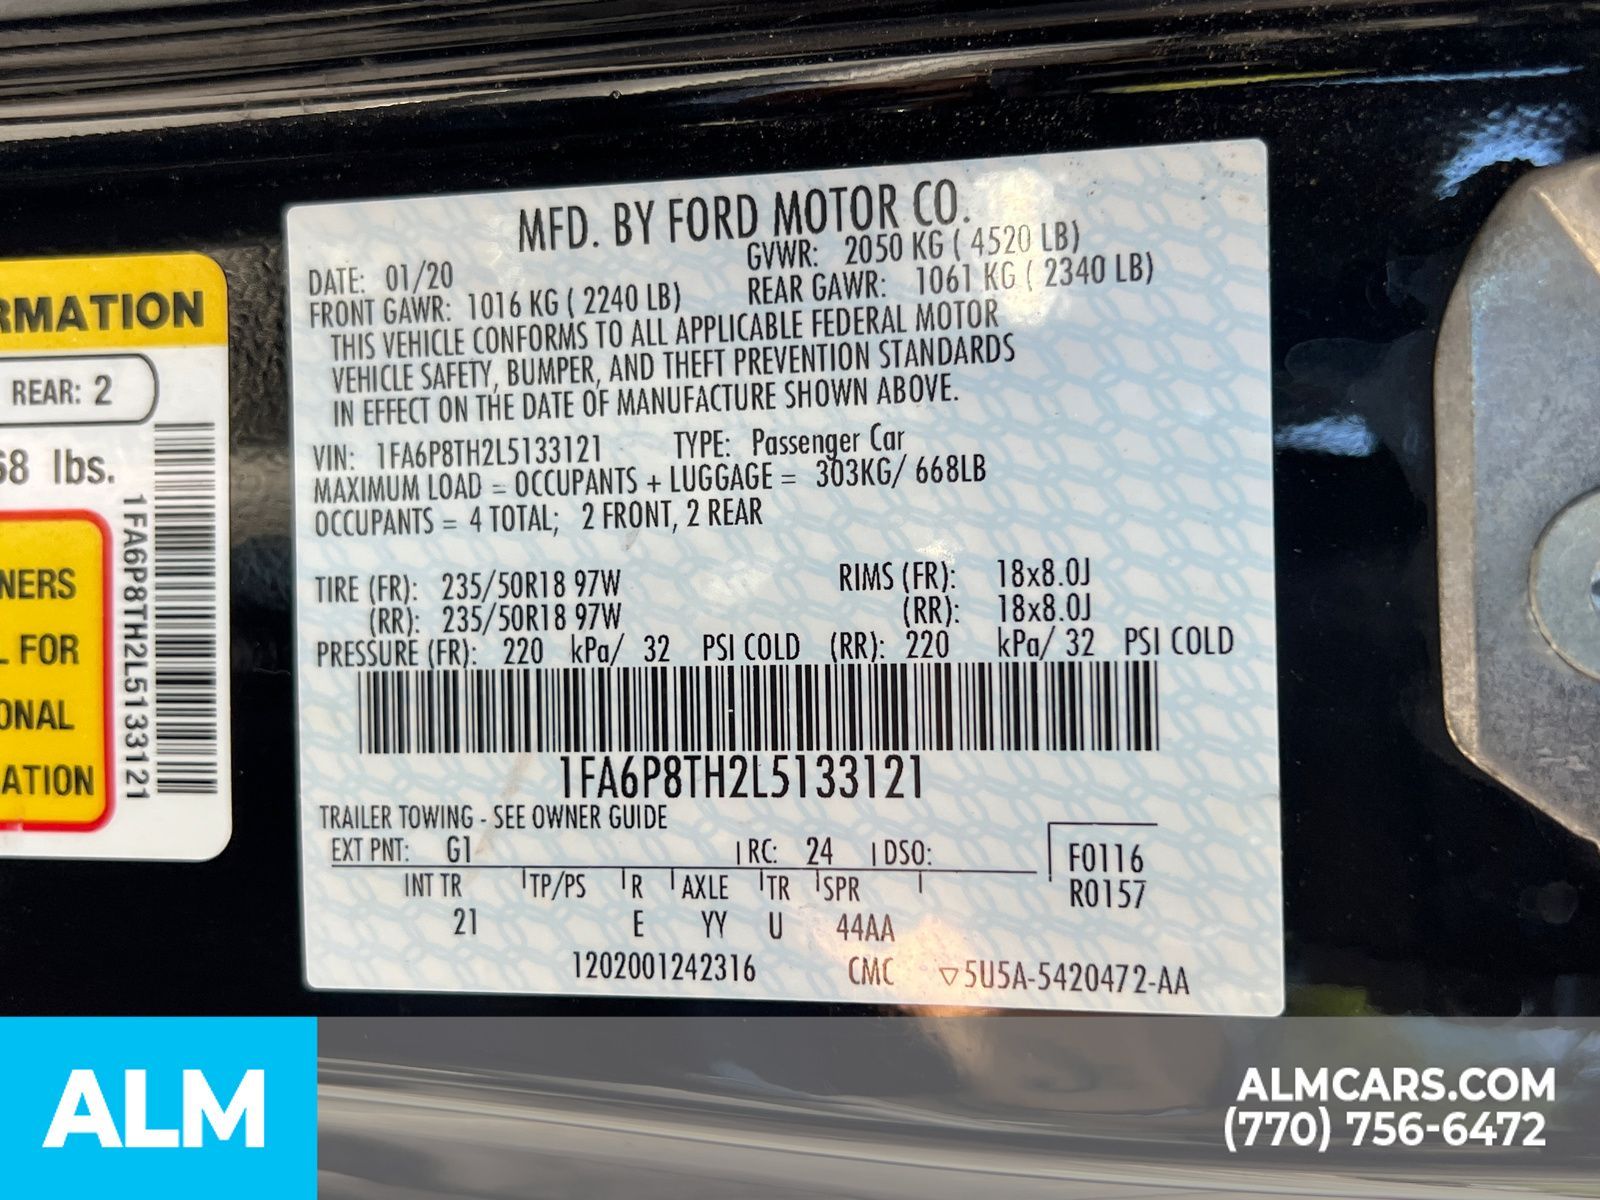 RMATION
REAR: 2
68 lbs.
1FA6P8TH2L5133121
NERS
L FOR
ONAL
ATION
MFD. BY FORD MOTOR CO.
DATE: 01/20 GVWR: 2050 KG ( 4520 LB)
FRONT GAWR: 1016 KG ( 2240 LB) REAR GAWR: 1061 KG ( 2340 LB)
THIS VEHICLE CONFORMS TO ALL APPLICABLE FEDERAL MOTOR
VEHICLE SAFETY, BUMPER, AND THEFT PREVENTION STANDARDS
IN EFFECT ON THE DATE OF MANUFACTURE SHOWN ABOVE.
VIN: 1FA6P8TH2L5133121 TYPE: Passenger Car
MAXIMUM LOAD = OCCUPANTS + LUGGAGE = 303KG/ 668LB
OCCUPANTS = 4 TOTAL; 2 FRONT, 2 REAR
TIRE (FR): 235/50R18 97W RIMS (FR): 18x8.0J
(RR): 235/50R18 97W (RR): 18x8.0J
PRESSURE (FR): 220 kPa/ 32 PSI COLD (RR): 220 kPa/ 32 PSI COLD
1FA6P8TH2L5133121
TRAILER TOWING - SEE OWNER GUIDE
EXT PNT: G1 RC: 24 DSO: F0116
INT TR TP/PS R AXLE TR SPR R0157
21 E YY U 44AA
1202001242316 CMC ▽5U5A-5420472-AA
ALM
ALMCARS.COM
(770) 756-6472